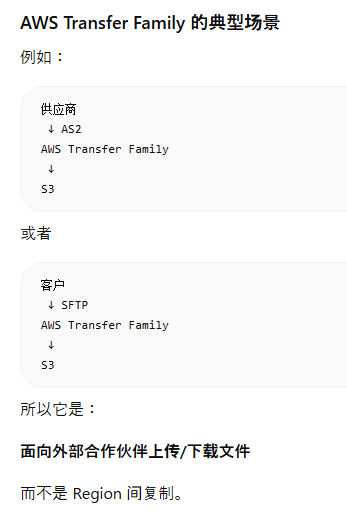 AWS Transfer Family 的典型场景
例如：
供应商
↓ AS2
AWS Transfer Family
↓
S3
或者
客户
↓ SFTP
AWS Transfer Family
↓
S3
所以它是：
面向外部合作伙伴上传/下载文件
而不是 Region 间复制。